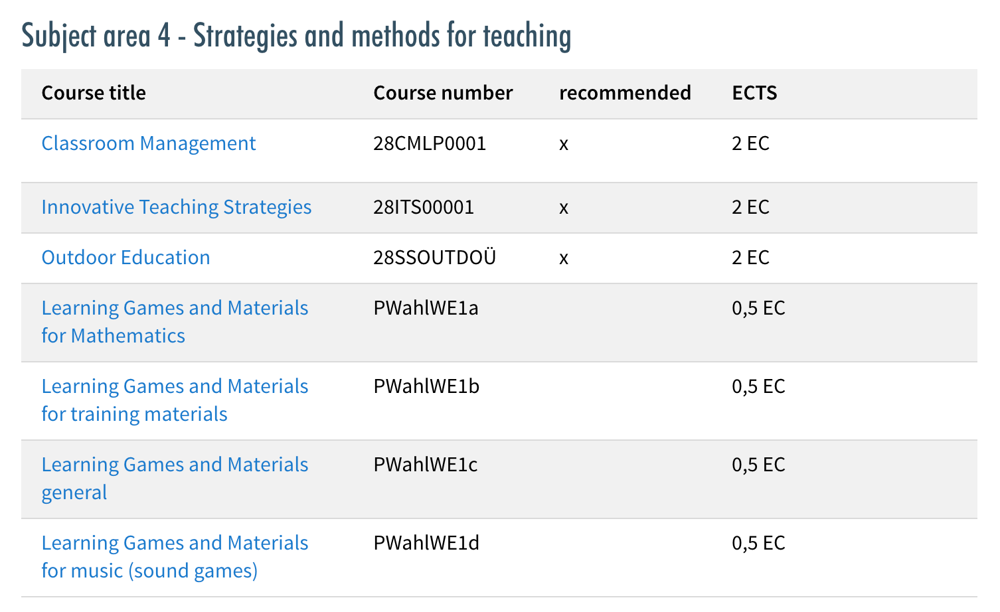 Subject area 4 - Strategies and methods for teaching
Course title Course number recommended ECTS
Classroom Management 28CMLP0001 x 2 EC
Innovative Teaching Strategies 28ITS00001 x 2 EC
Outdoor Education 28SSOUTDOÜ x 2 EC
Learning Games and Materials PWahlWE1a 0,5 EC
for Mathematics
Learning Games and Materials PWahlWE1b 0,5 EC
for training materials
Learning Games and Materials PWahlWE1c 0,5 EC
general
Learning Games and Materials PWahlWE1d 0,5 EC
for music (sound games)